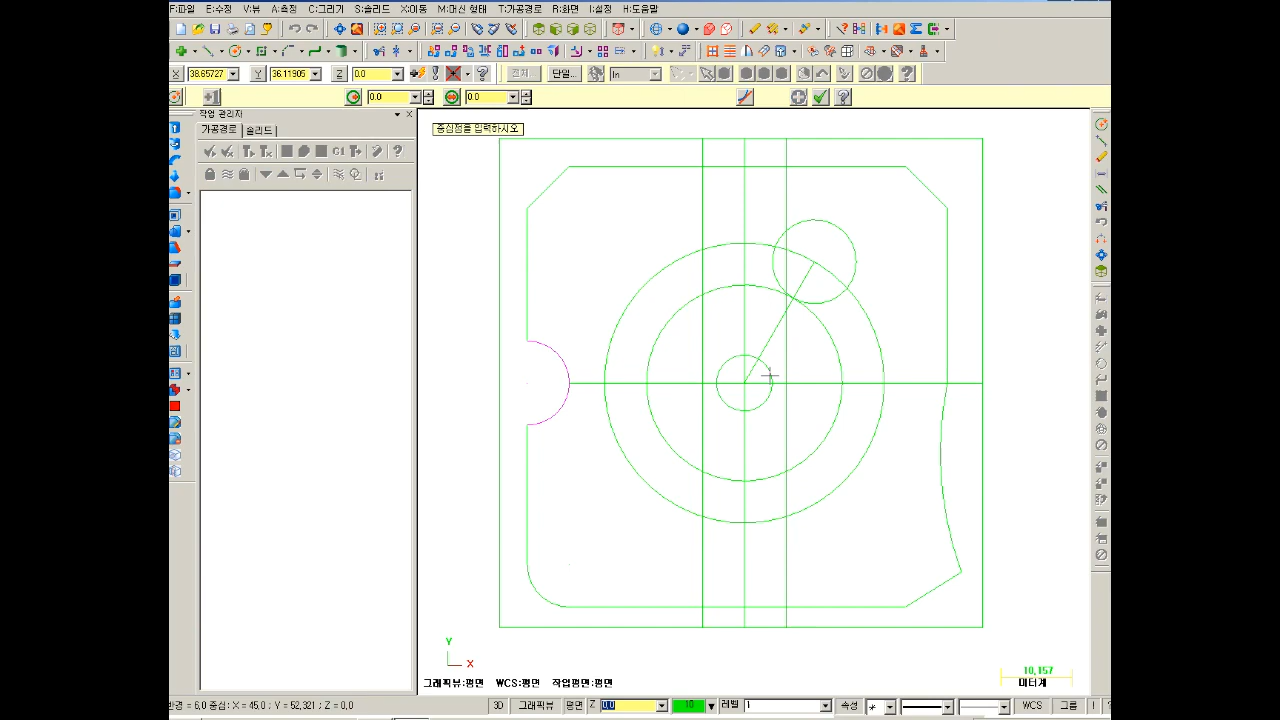 F:파일 E:수정 V:뷰 A:측정 C:그리기 S:솔리드 X:이동 M:머신 형태 T:가공경로 R:화면 I:설정 H:도움말
X 38.65727 Y 36.11905 Z 0.0 전체... 단일... In
0.0 0.0
작업 관리자
가공경로 솔리드
G1
중심점을 입력하시오
Y
X
10,157
미터계
그래픽뷰:평면 WCS:평면 작업평면:평면
반경 = 6,0 중심: X = 45,0 ; Y = 52,321 ; Z = 0,0 3D 그래픽뷰 평면 Z 0,0 10 레벨 1 속성 WCS 그룹